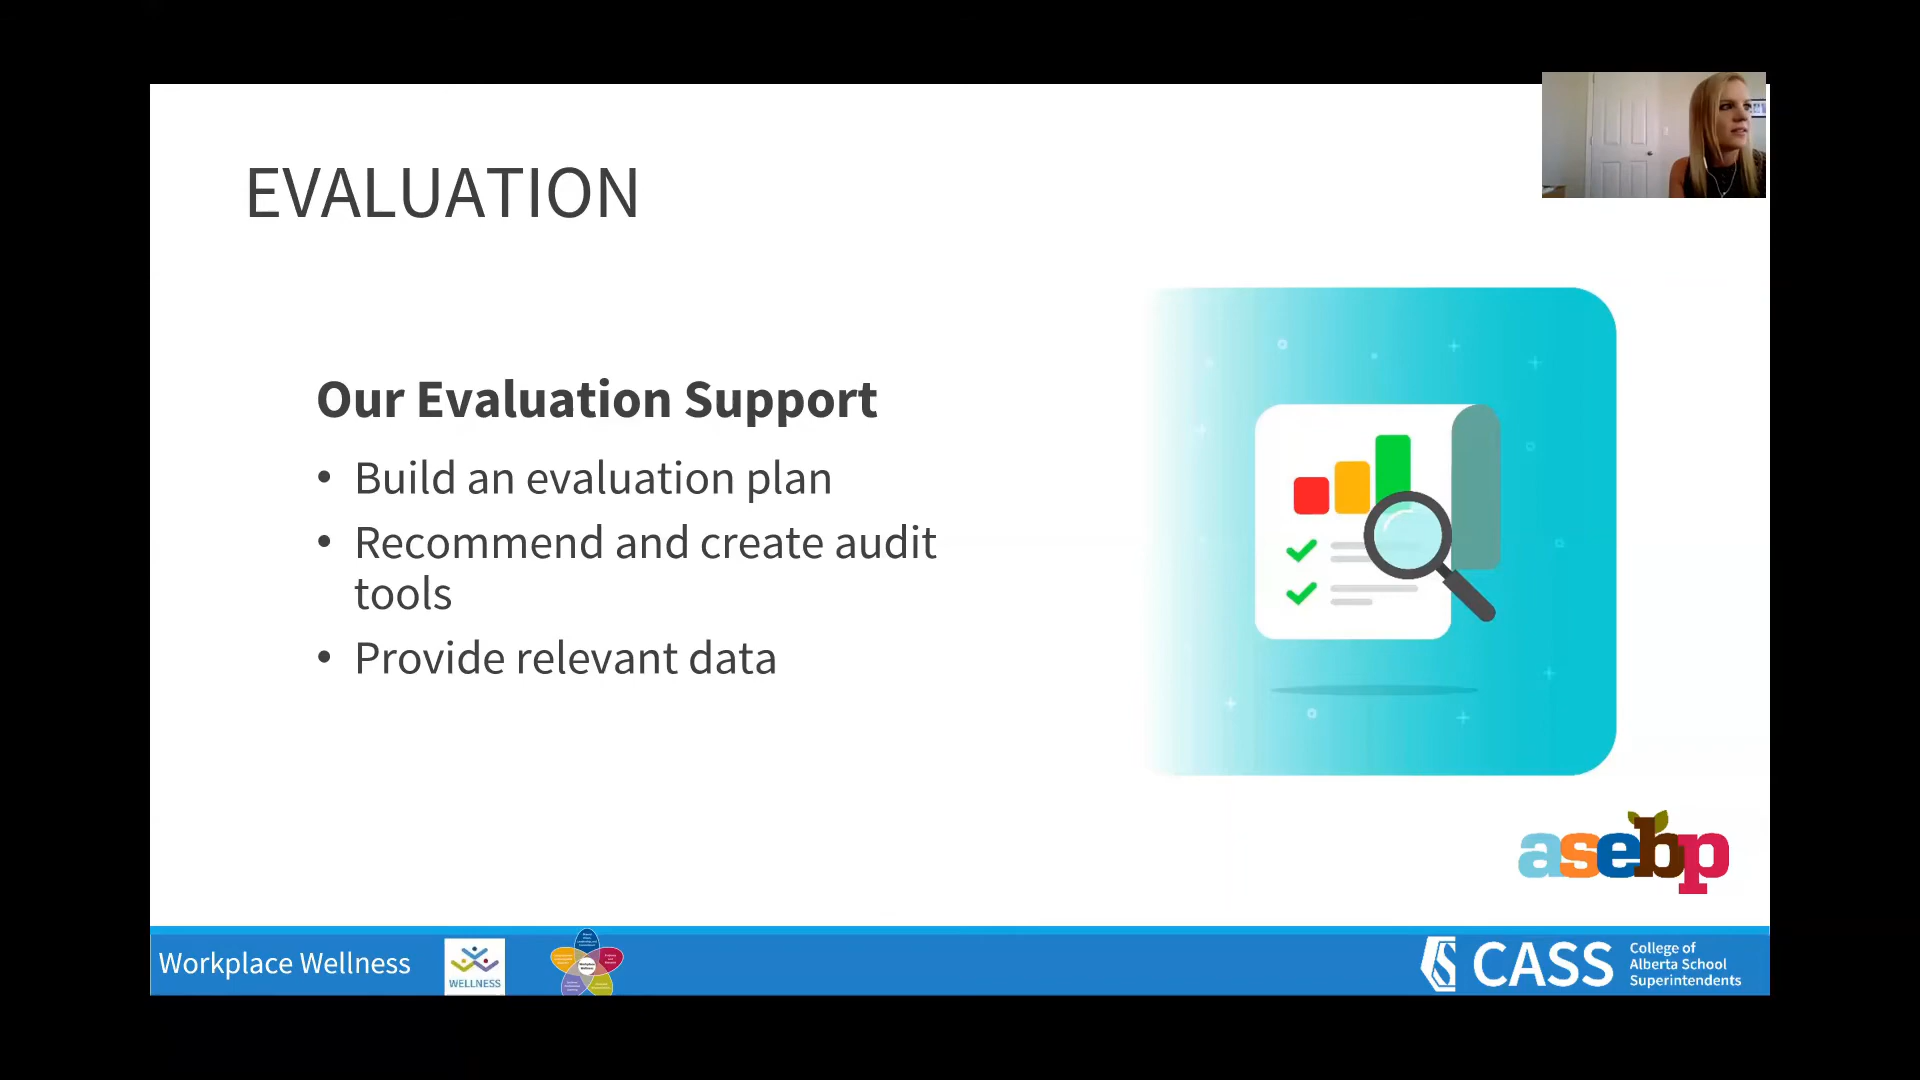 EVALUATION
Our Evaluation Support
• Build an evaluation plan
• Recommend and create audit
tools
• Provide relevant data
asebp
Workplace Wellness
WELLNESS
CASS
College of
Alberta School
Superintendents